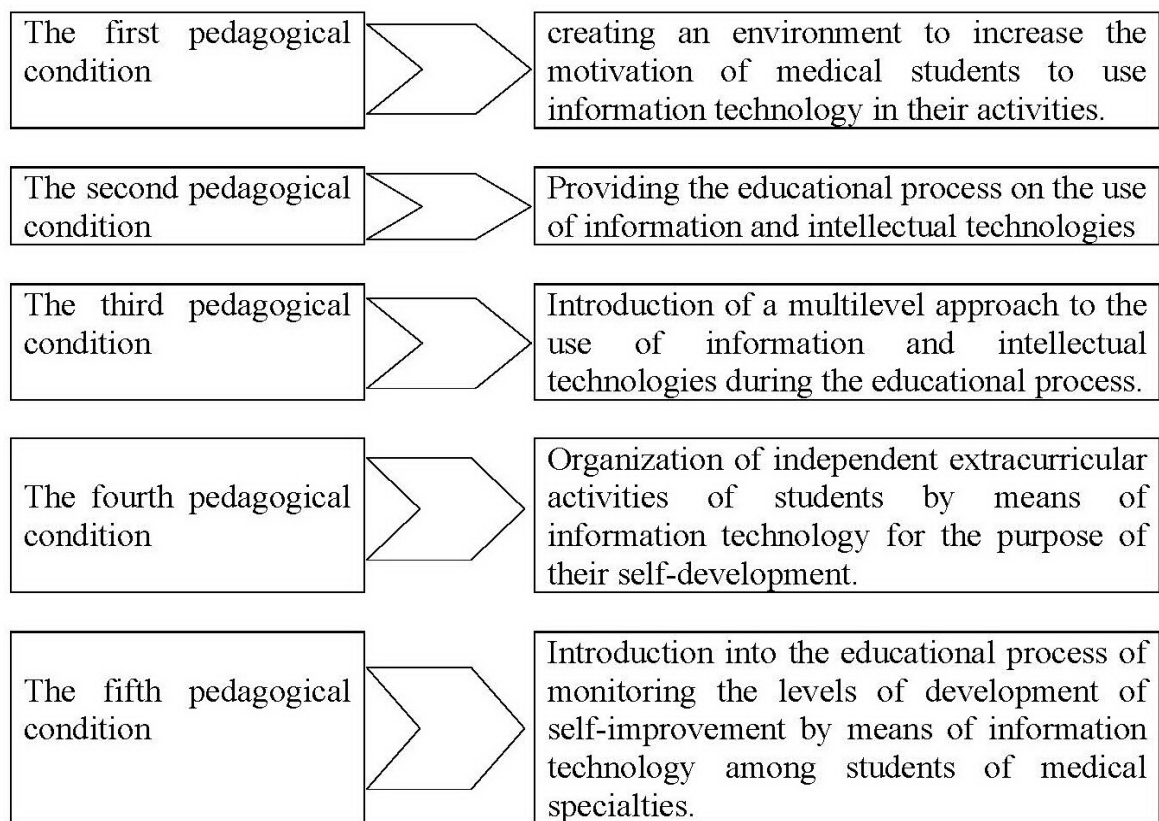 The first pedagogical
condition
creating an environment to increase the
motivation of medical students to use
information technology in their activities.
The second pedagogical
condition
Providing the educational process on the use
of information and intellectual technologies
The third pedagogical
condition
Introduction of a multilevel approach to the
use of information and intellectual
technologies during the educational process.
The fourth pedagogical
condition
Organization of independent extracurricular
activities of students by means of
information technology for the purpose of
their self-development.
The fifth pedagogical
condition
Introduction into the educational process of
monitoring the levels of development of
self-improvement by means of information
technology among students of medical
specialties.